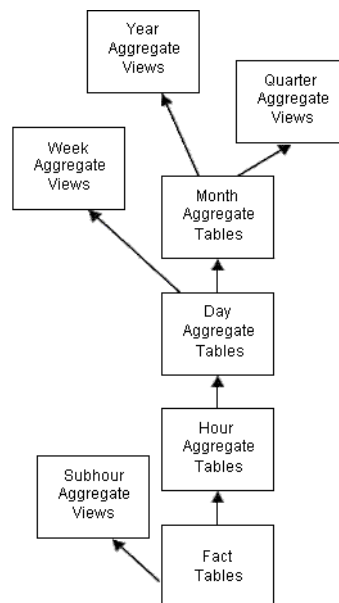 Year
Aggregate
Views
Quarter
Aggregate
Views
Week
Aggregate
Views
Month
Aggregate
Tables
Day
Aggregate
Tables
Hour
Aggregate
Tables
Subhour
Aggregate
Views
Fact
Tables